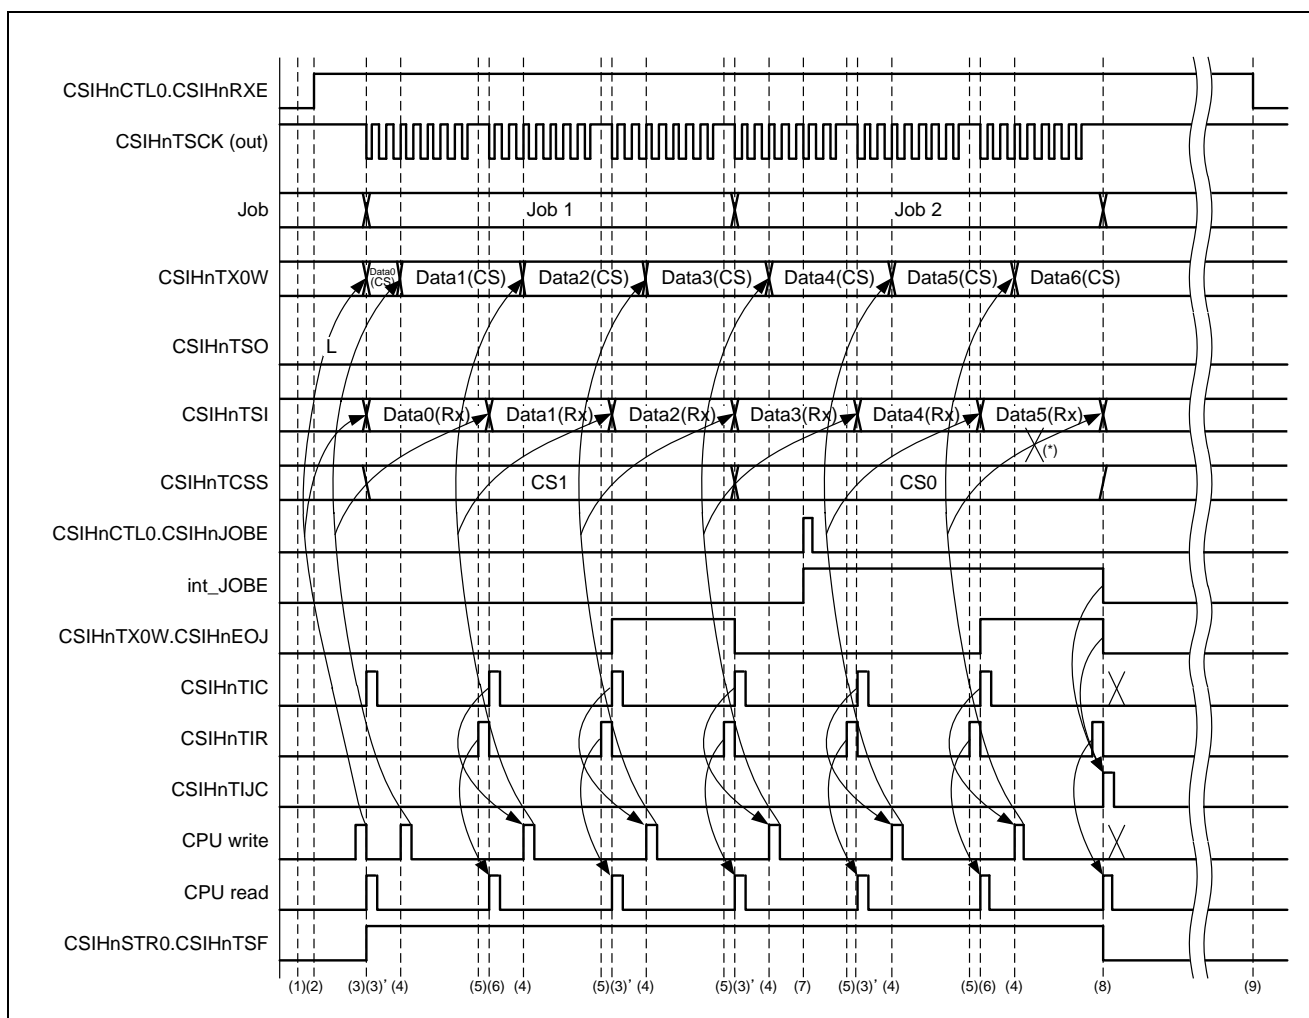 CSIHnCTL0.CSIHnRXE
CSIHnTSCK (out)
Job Job 1 Job 2
CSIHnTX0W Data0 (CS) Data1(CS) Data2(CS) Data3(CS) Data4(CS) Data5(CS) Data6(CS)
CSIHnTSO L
CSIHnTSI Data0(Rx) Data1(Rx) Data2(Rx) Data3(Rx) Data4(Rx) Data5(Rx)
(*)
CSIHnTCSS CS1 CS0
CSIHnCTL0.CSIHnJOBE
int_JOBE
CSIHnTX0W.CSIHnEOJ
CSIHnTIC
CSIHnTIR
CSIHnTIJC
CPU write
CPU read
CSIHnSTR0.CSIHnTSF
(1)(2) (3)(3)' (4) (5)(6) (4) (5)(3)' (4) (5)(3)' (4) (7) (5)(3)' (4) (5)(6) (4) (8) (9)